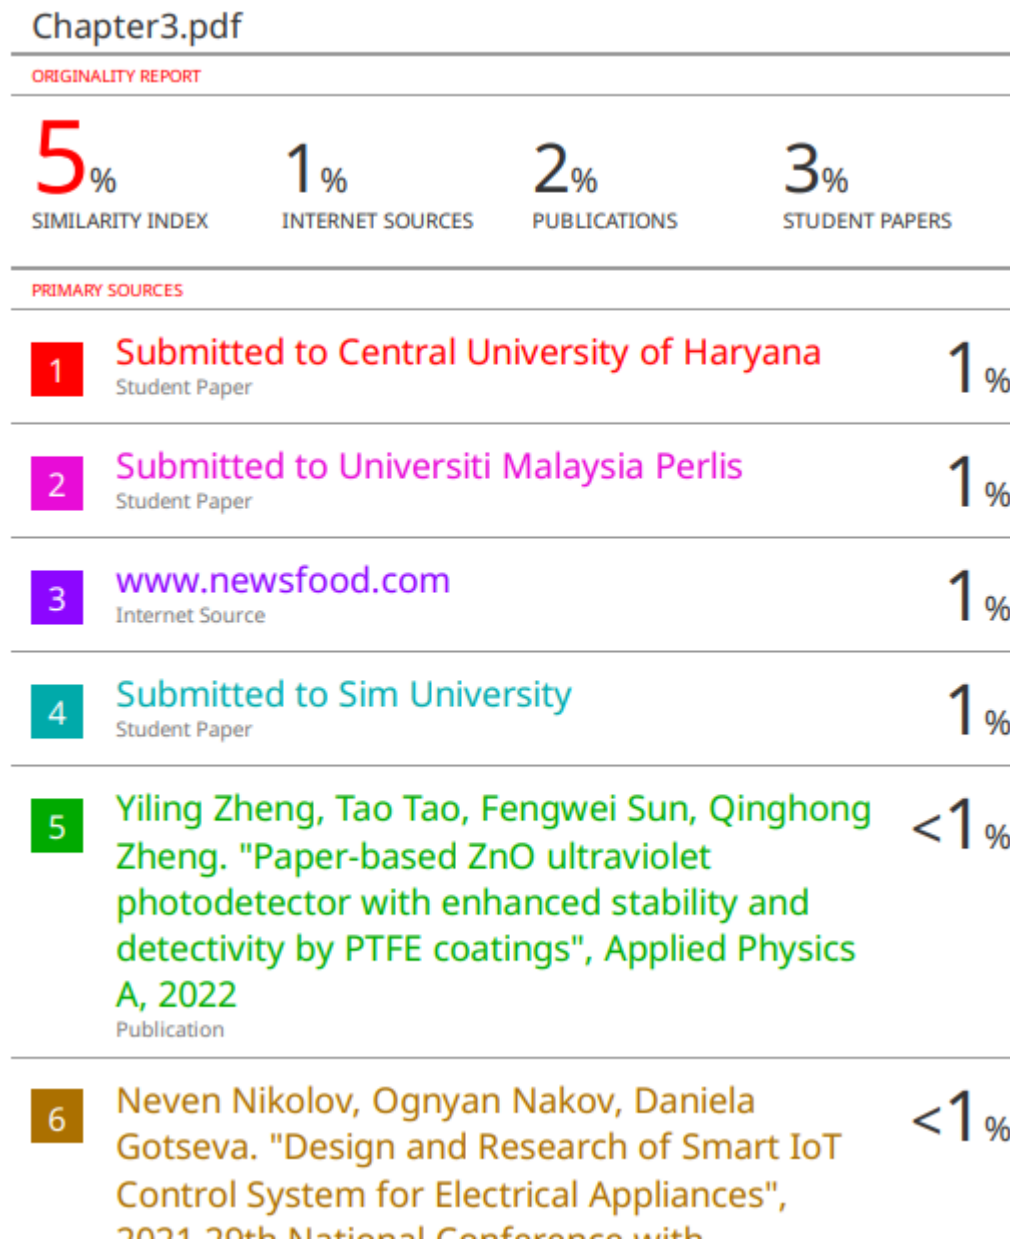 Chapter3.pdf
ORIGINALITY REPORT
5%
1%
2%
3%
SIMILARITY INDEX
INTERNET SOURCES
PUBLICATIONS
STUDENT PAPERS
PRIMARY SOURCES
1
Submitted to Central University of Haryana
Student Paper
1%
2
Submitted to Universiti Malaysia Perlis
Student Paper
1%
3
www.newsfood.com
Internet Source
1%
4
Submitted to Sim University
Student Paper
1%
5
Yiling Zheng, Tao Tao, Fengwei Sun, Qinghong
Zheng. "Paper-based ZnO ultraviolet
photodetector with enhanced stability and
detectivity by PTFE coatings", Applied Physics
A, 2022
Publication
<1%
6
Neven Nikolov, Ognyan Nakov, Daniela
Gotseva. "Design and Research of Smart IoT
Control System for Electrical Appliances",
2021 29th National Conference with
<1%